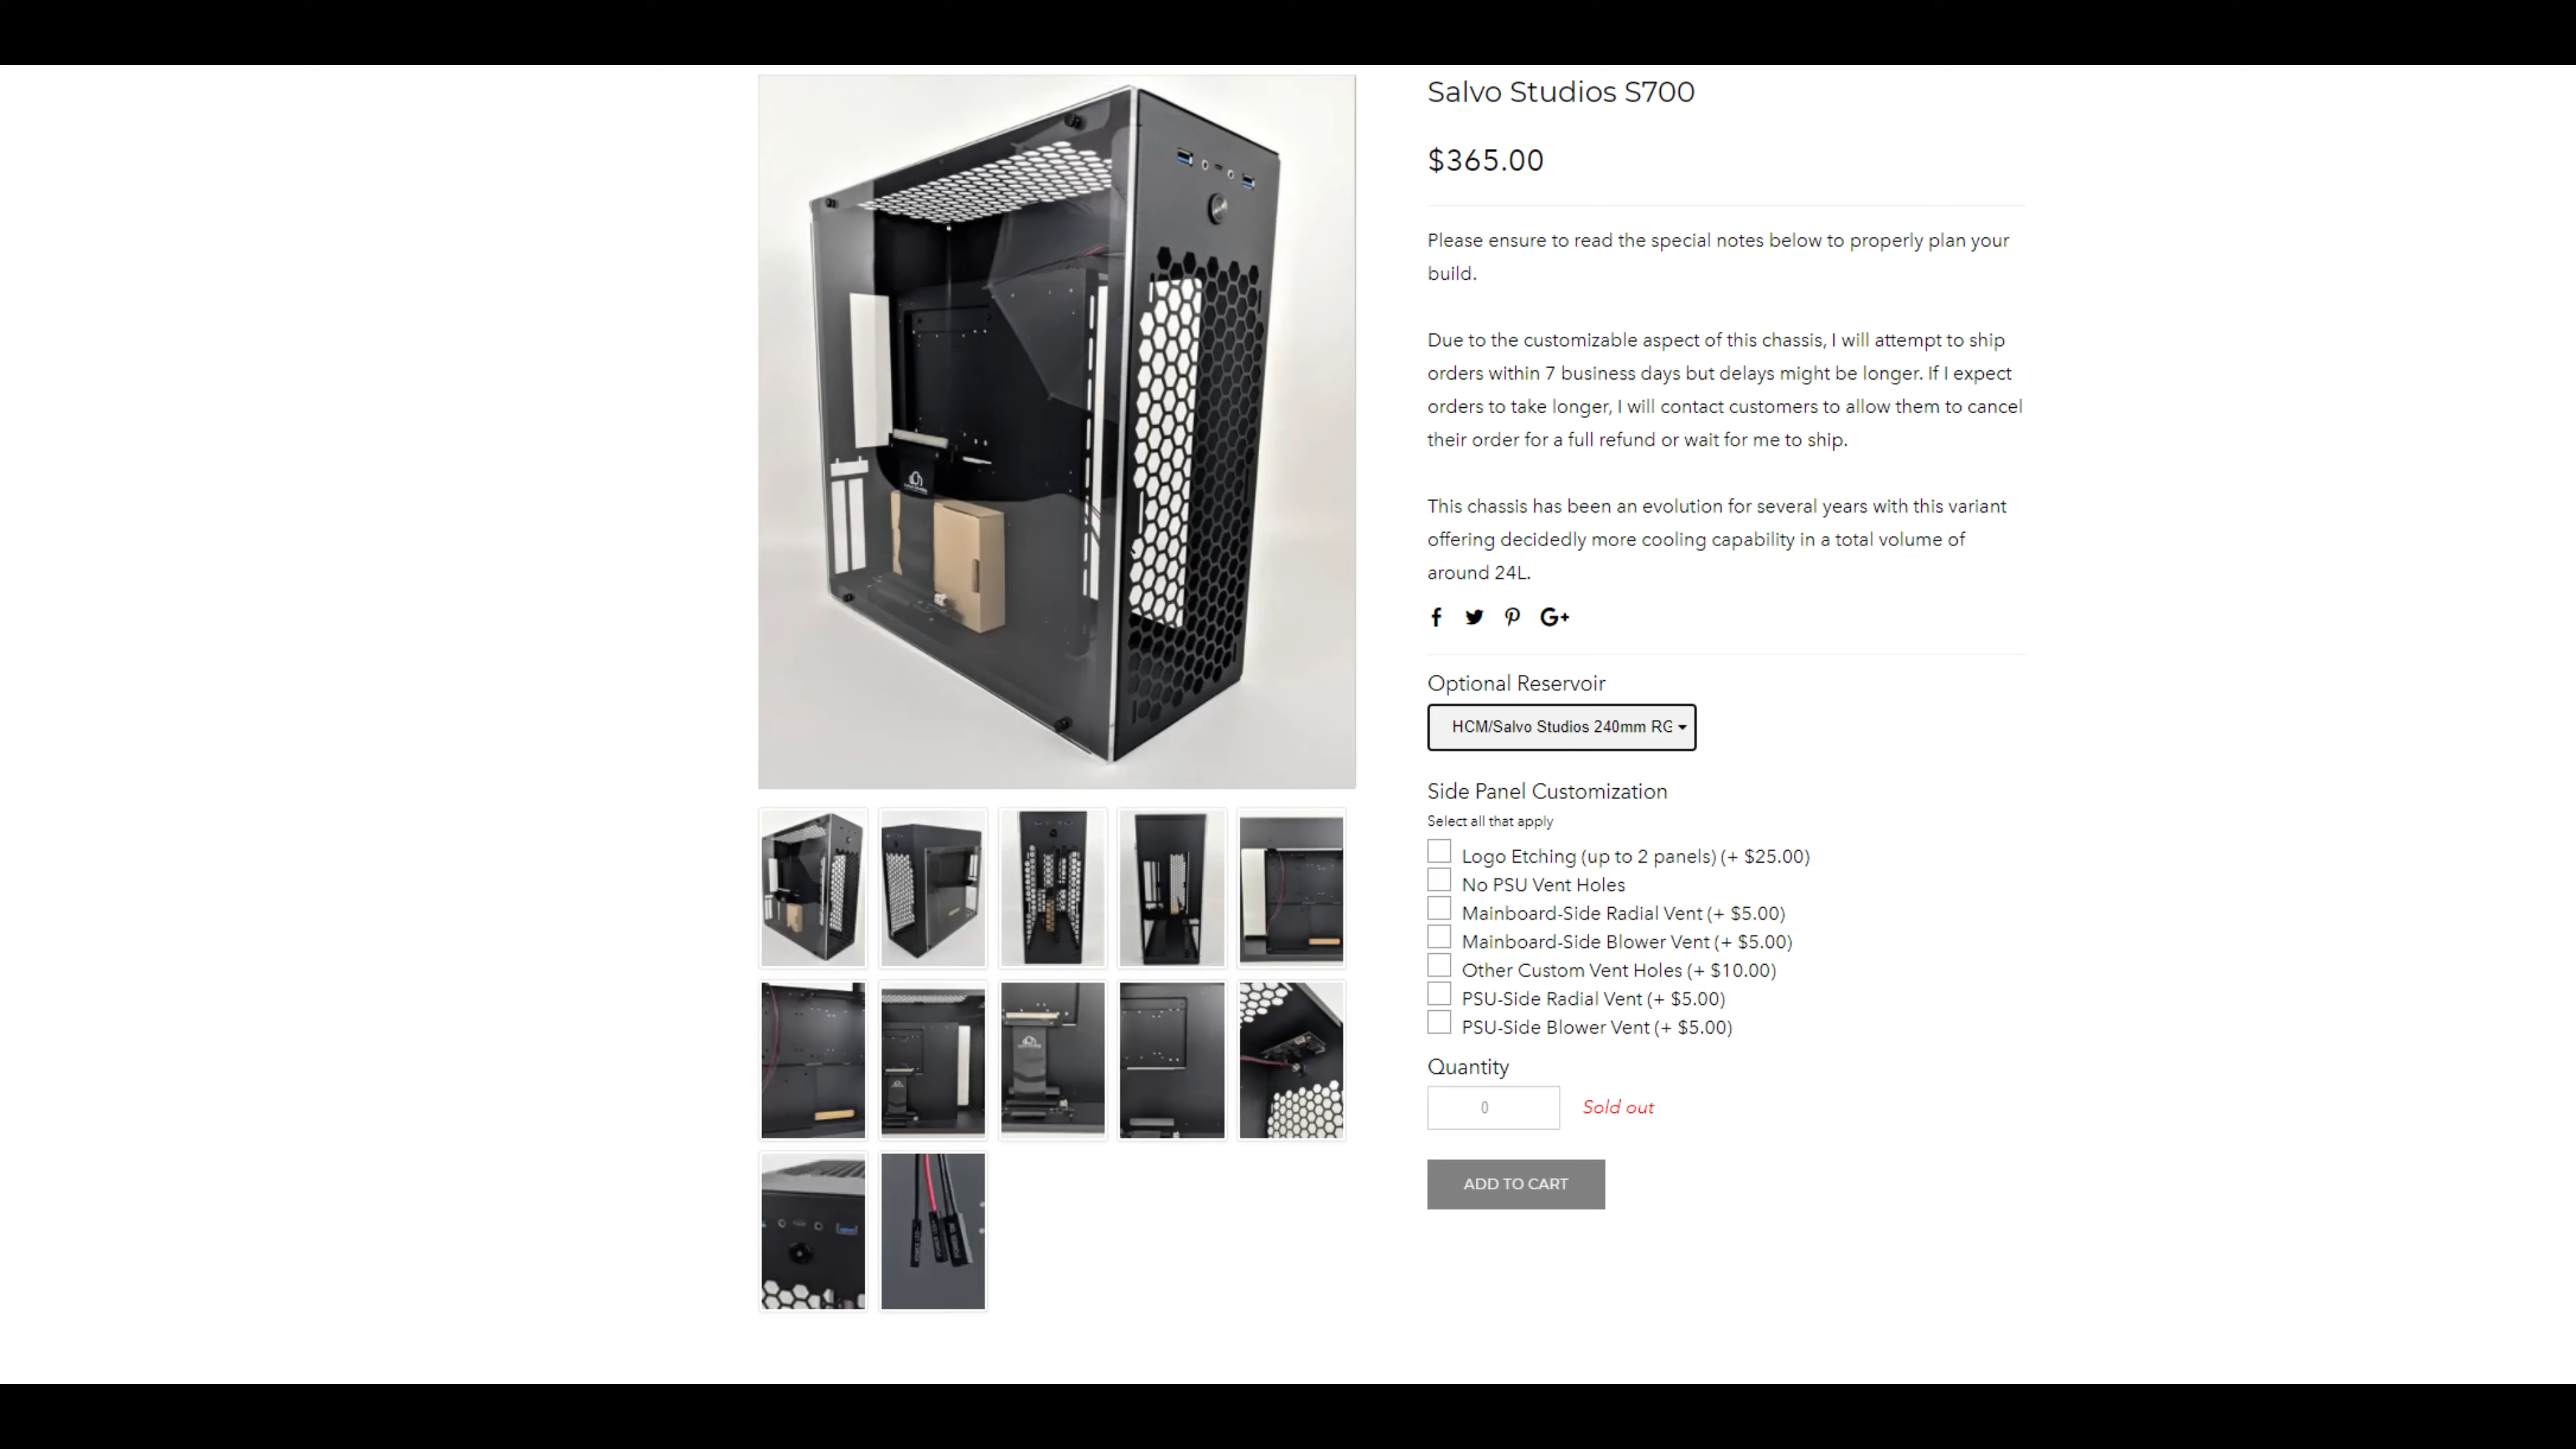 Salvo Studios S700
$365.00
Please ensure to read the special notes below to properly plan your
build.
Due to the customizable aspect of this chassis, I will attempt to ship
orders within 7 business days but delays might be longer. If I expect
orders to take longer, I will contact customers to allow them to cancel
their order for a full refund or wait for me to ship.
This chassis has been an evolution for several years with this variant
offering decidedly more cooling capability in a total volume of
around 24L.
Optional Reservoir
HCM/Salvo Studios 240mm RG
Side Panel Customization
Select all that apply
Logo Etching (up to 2 panels) (+ $25.00)
No PSU Vent Holes
Mainboard-Side Radial Vent (+ $5.00)
Mainboard-Side Blower Vent (+ $5.00)
Other Custom Vent Holes (+ $10.00)
PSU-Side Radial Vent (+ $5.00)
PSU-Side Blower Vent (+ $5.00)
Quantity
0 Sold out
ADD TO CART